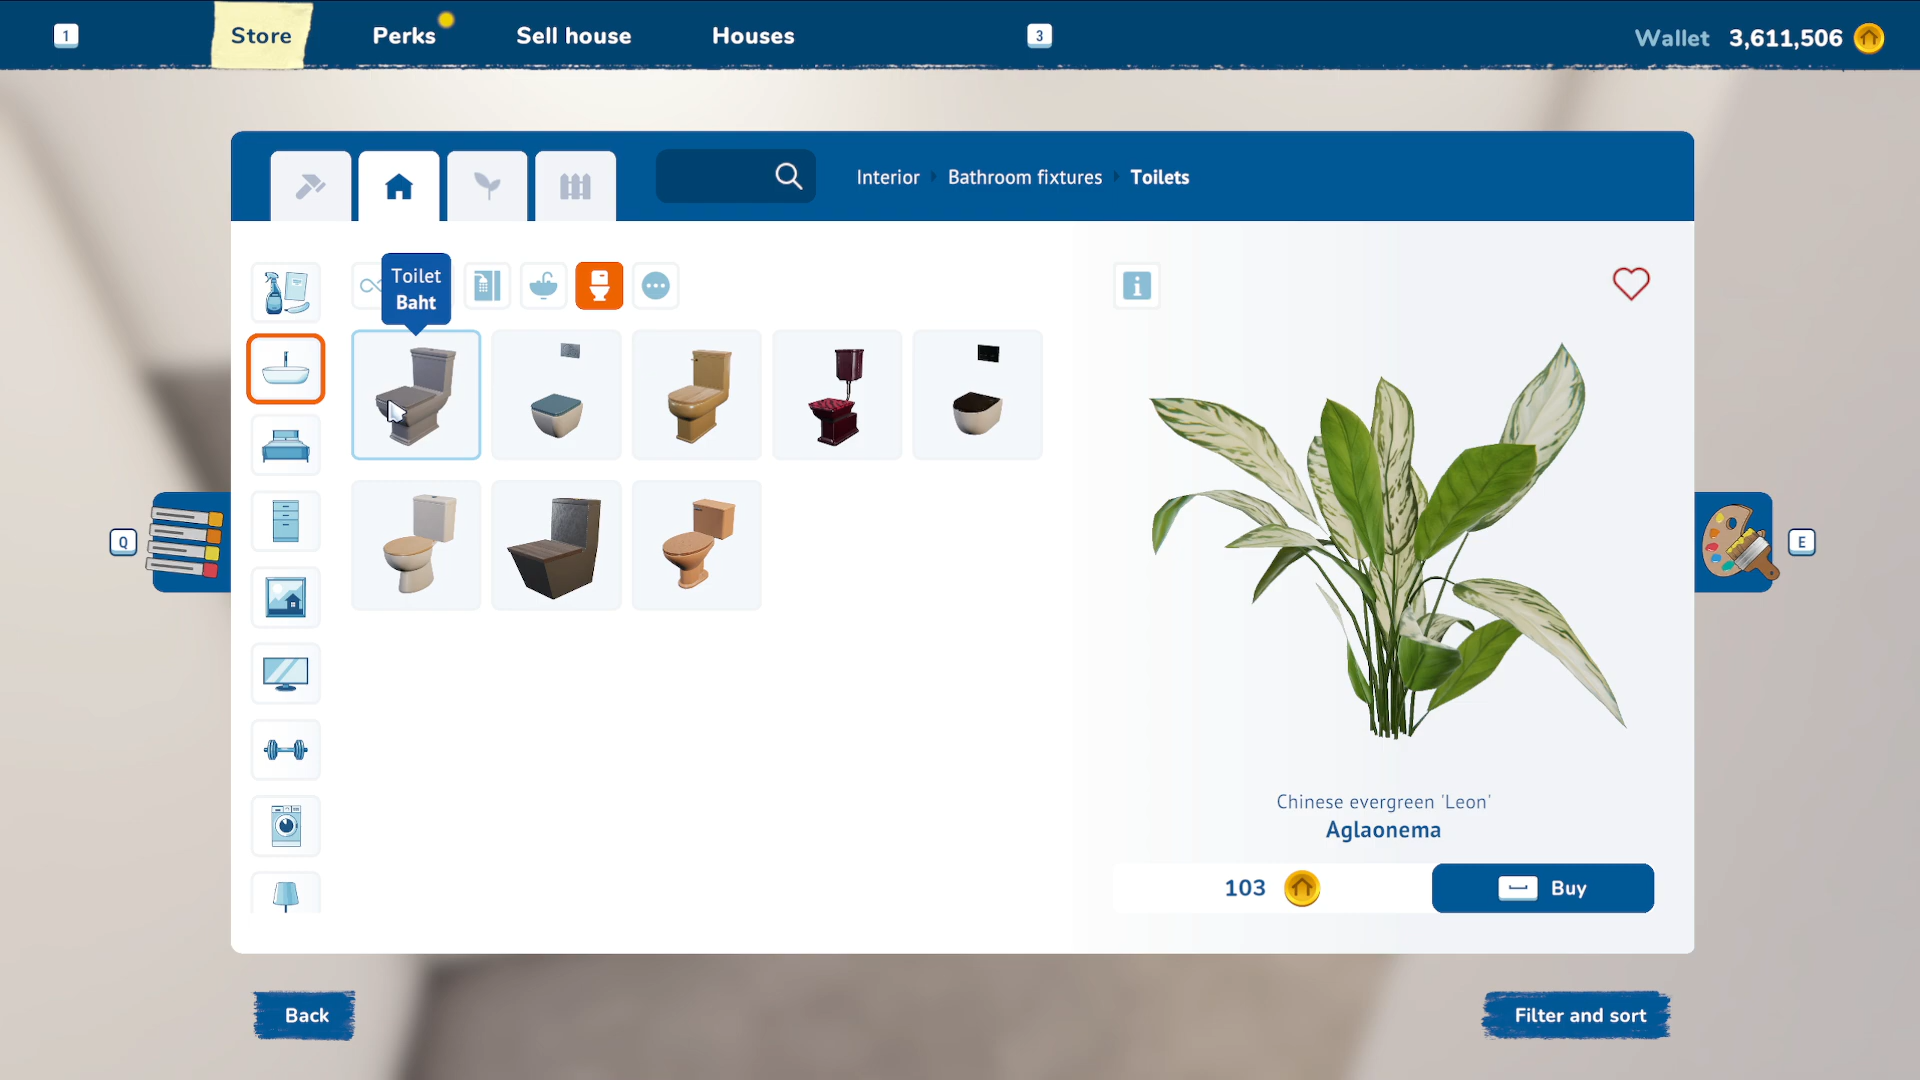 1
Store
Perks
Sell house
Houses
3
Wallet 3,611,506
Interior Bathroom fixtures Toilets
Toilet
Baht
i
Q
E
Chinese evergreen 'Leon'
Aglaonema
103
Buy
Back
Filter and sort